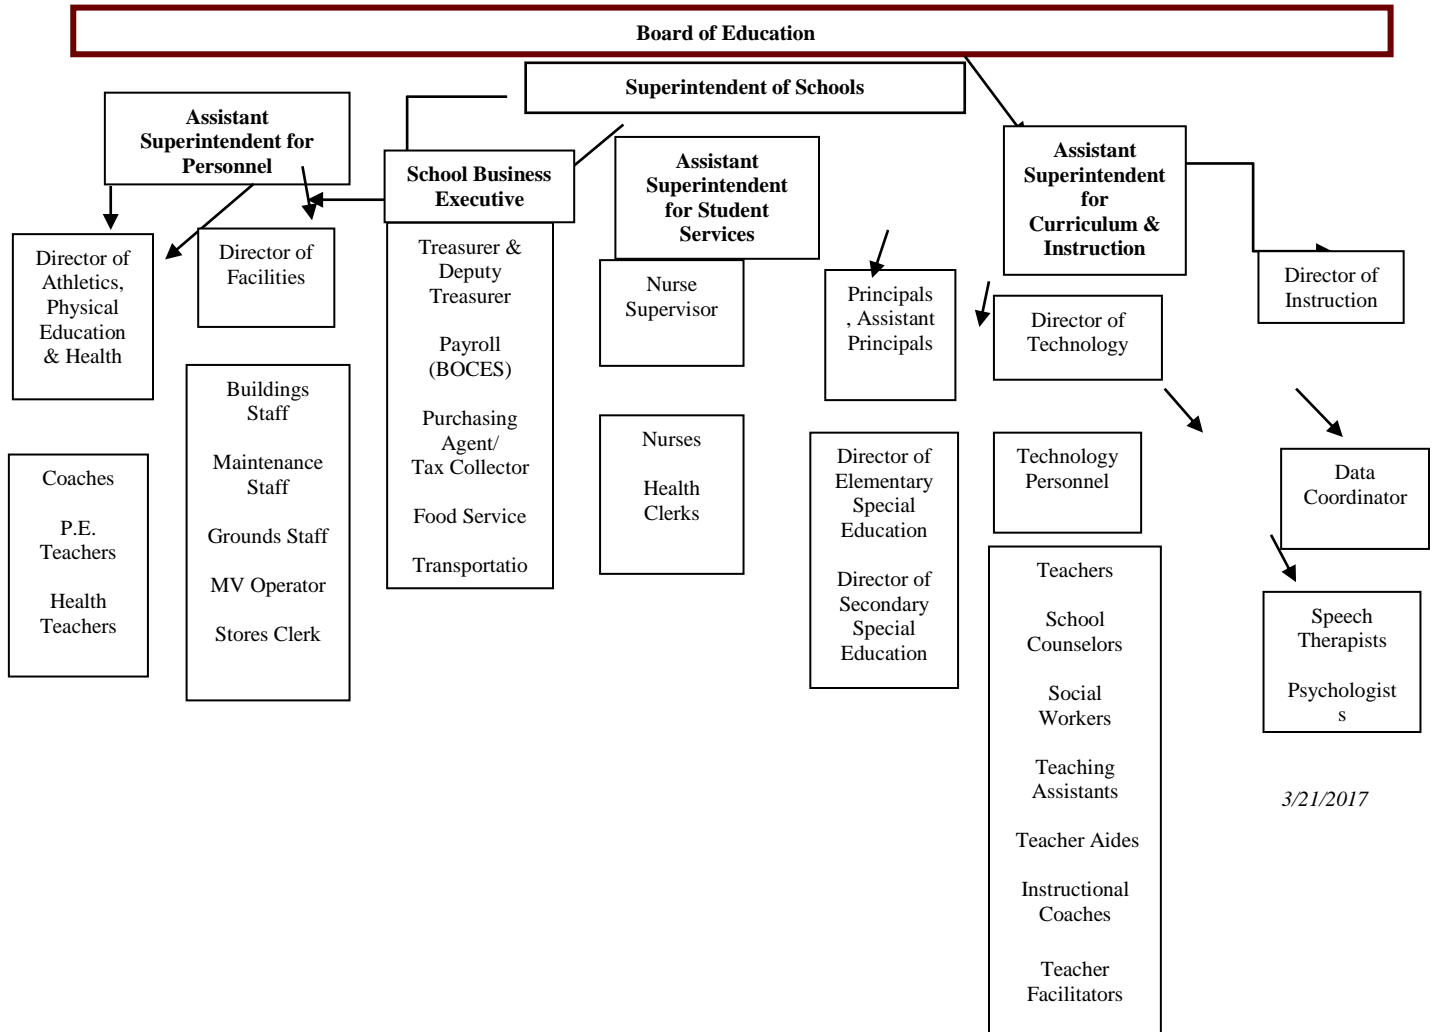 Board of Education
Superintendent of Schools
Assistant
Superintendent for
Personnel
School Business
Executive
Assistant
Superintendent
for Student
Services
Assistant
Superintendent
for
Curriculum &
Instruction
Director of
Athletics,
Physical
Education
& Health
Director of
Facilities
Treasurer &
Deputy
Treasurer
Payroll
(BOCES)
Purchasing
Agent/
Tax Collector
Food Service
Transportatio
Nurse
Supervisor
Principals
, Assistant
Principals
Director of
Technology
Director of
Instruction
Coaches
P.E.
Teachers
Health
Teachers
Buildings
Staff
Maintenance
Staff
Grounds Staff
MV Operator
Stores Clerk
Nurses
Health
Clerks
Director of
Elementary
Special
Education
Director of
Secondary
Special
Education
Technology
Personnel
Data
Coordinator
Teachers
School
Counselors
Social
Workers
Teaching
Assistants
Teacher Aides
Instructional
Coaches
Teacher
Facilitators
Speech
Therapists
Psychologist
s
3/21/2017